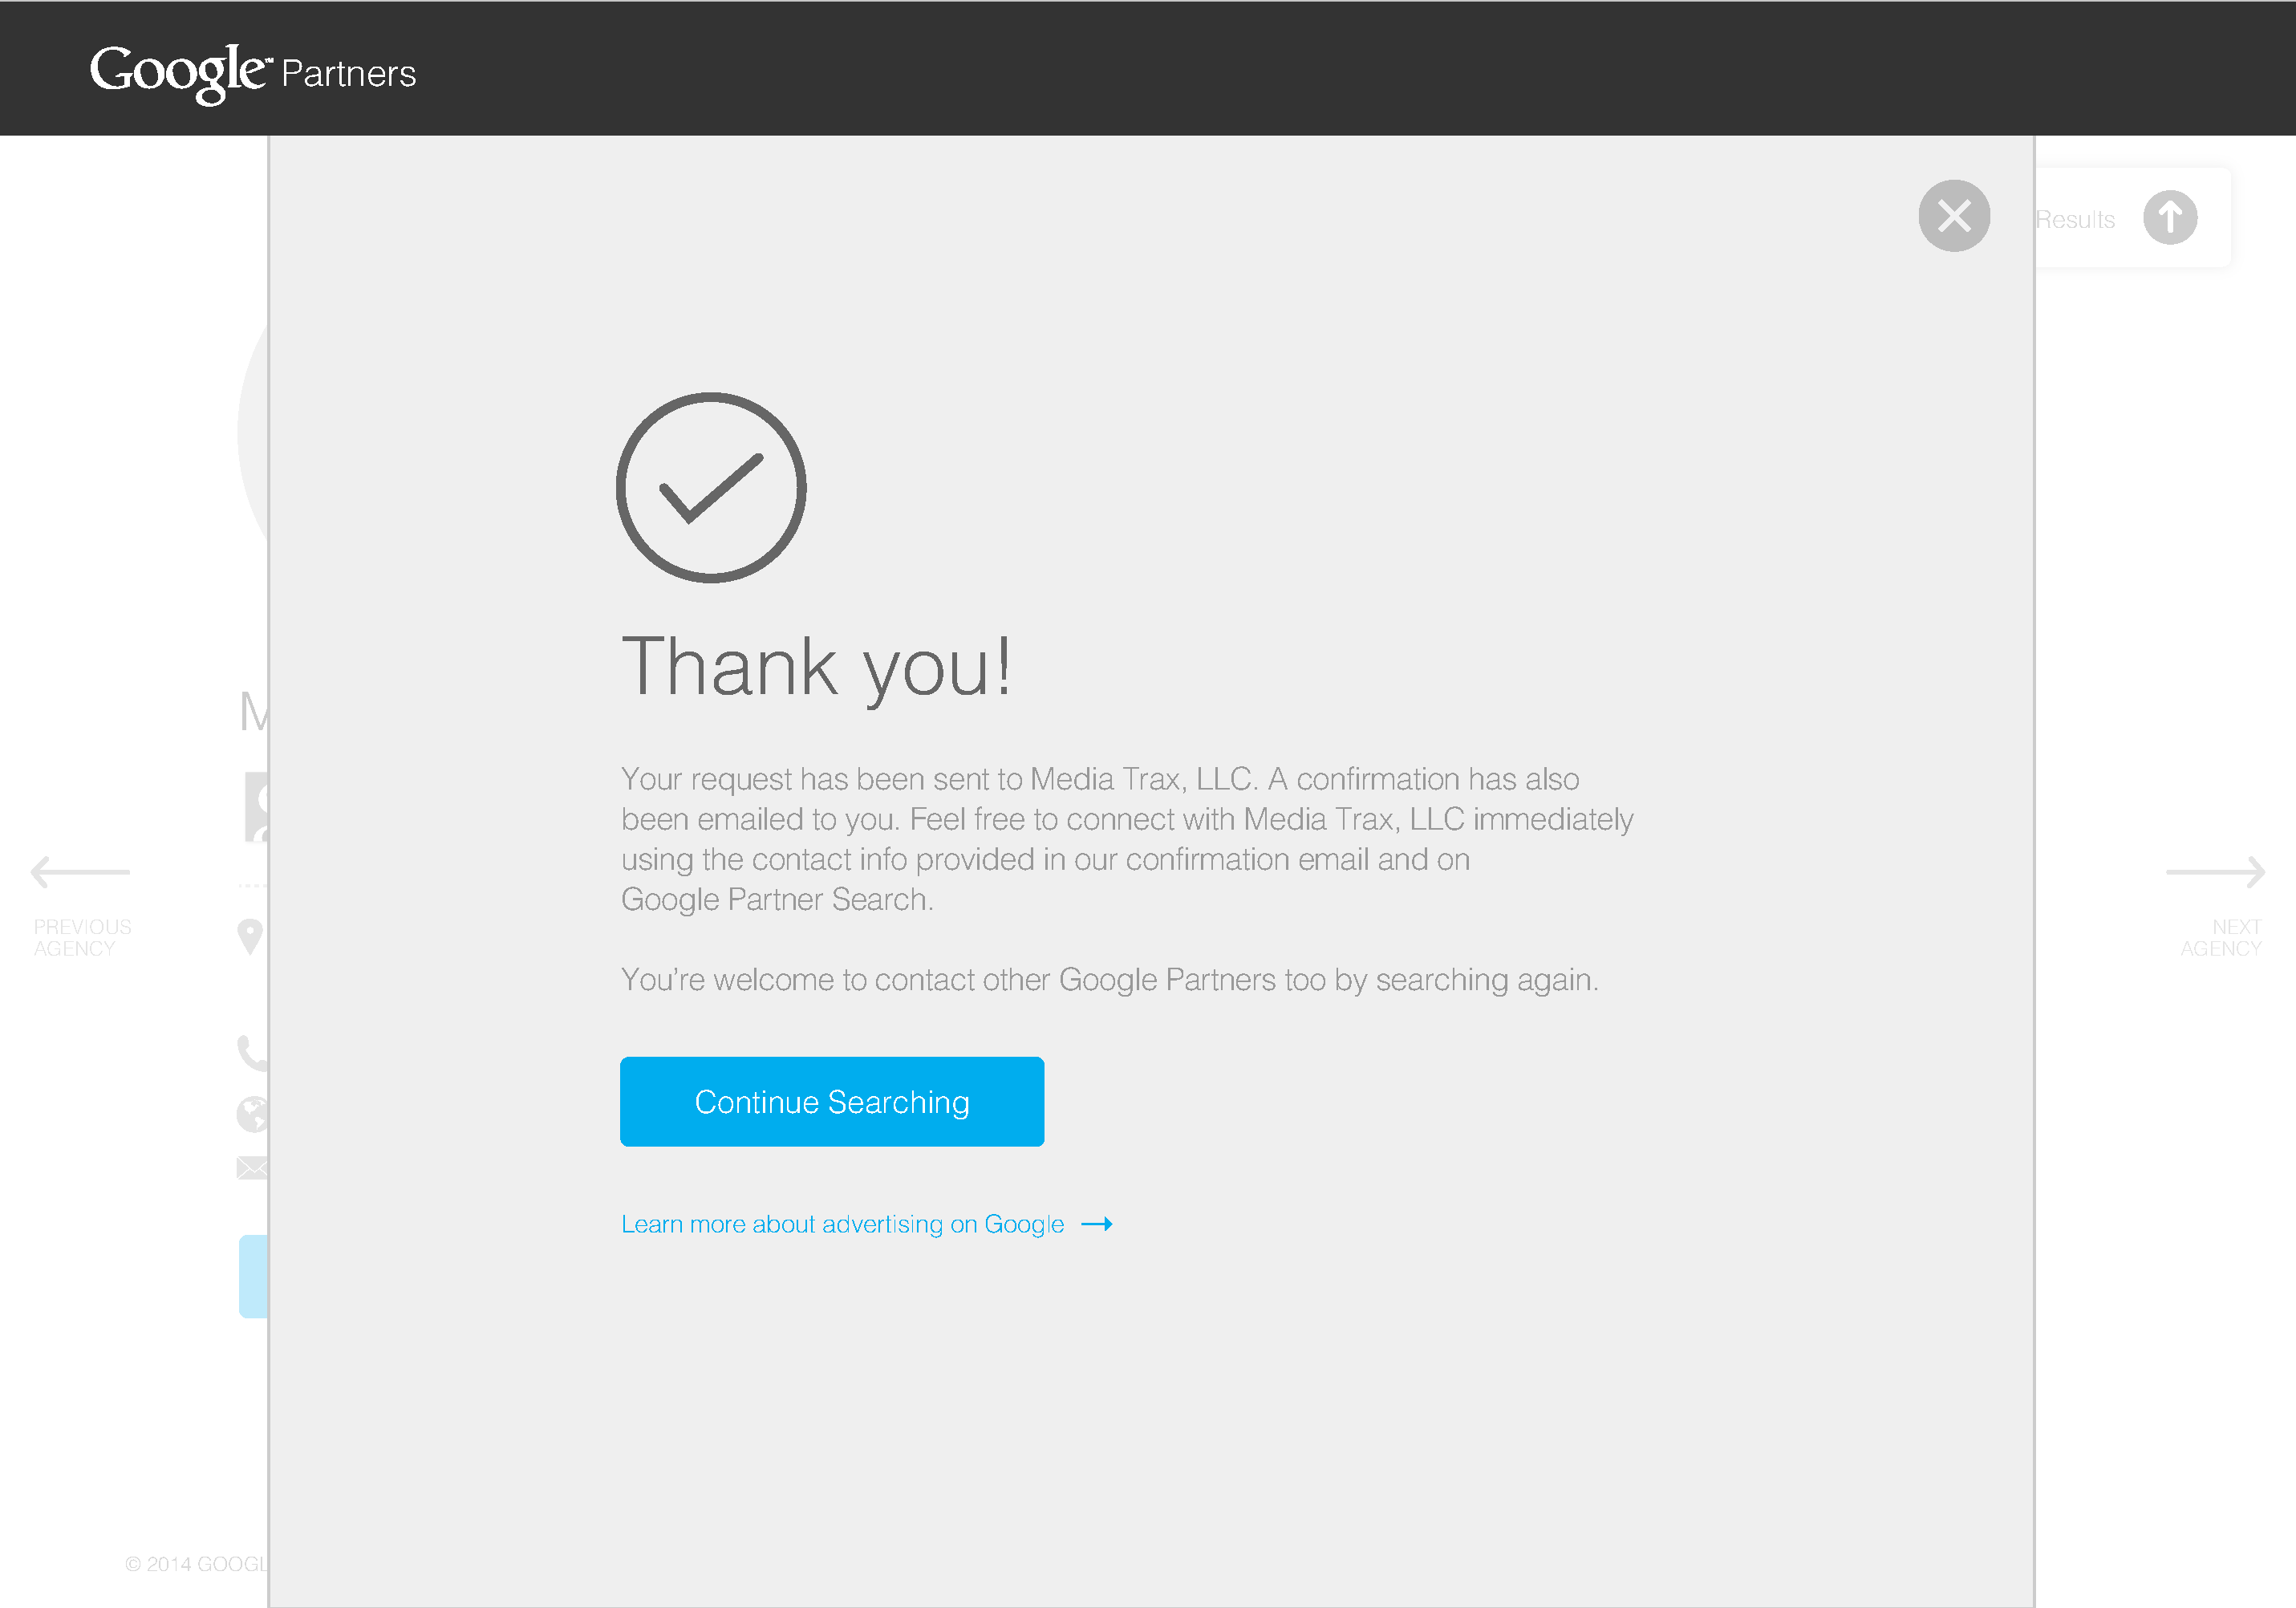 Google™ Partners
Results
Thank you!
Your request has been sent to Media Trax, LLC. A confirmation has also
been emailed to you. Feel free to connect with Media Trax, LLC immediately
using the contact info provided in our confirmation email and on
Google Partner Search.
PREVIOUS
AGENCY
NEXT
AGENCY
You’re welcome to contact other Google Partners too by searching again.
Continue Searching
Learn more about advertising on Google
© 2014